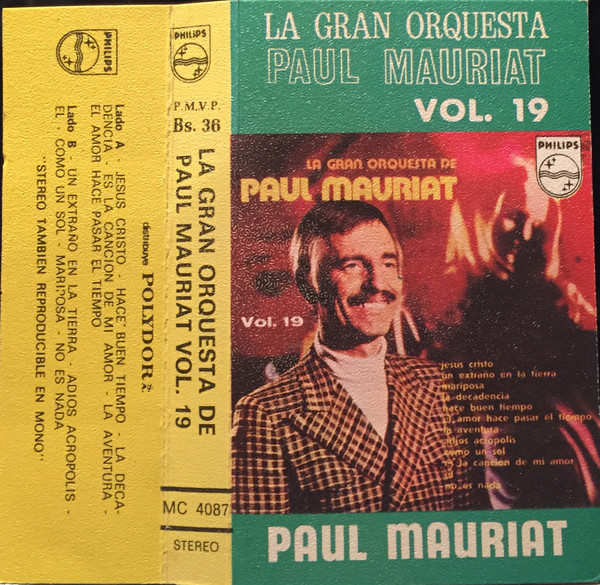 PHILIPS
Lado A - JESUS CRISTO - HACE BUEN TIEMPO - LA DECA-
DENCIA - ES LA CANCION DE MI AMOR - LA AVENTURA -
EL AMOR HACE PASAR EL TIEMPO
Lado B - UN EXTRAÑO EN LA TIERRA - ADIOS ACROPOLIS -
EL - COMO UN SOL - MARIPOSA - NO ES NADA
"STEREO TAMBIEN REPRODUCIBLE EN MONO"
distribuye POLYDOR
PHILIPS
P.M.V.P.
Bs. 36
LA GRAN ORQUESTA DE
PAUL MAURIAT VOL. 19
MC 4087
STEREO
LA GRAN ORQUESTA
PAUL MAURIAT
VOL. 19
PHILIPS
LA GRAN ORQUESTA DE
PAUL MAURIAT
Vol. 19
jesus cristo
un extraño en la tierra
mariposa
la decadencia
hace buen tiempo
el amor hace pasar el tiempo
la aventura
adios acropolis
como un sol
es la cancion de mi amor
no es nada
PAUL MAURIAT